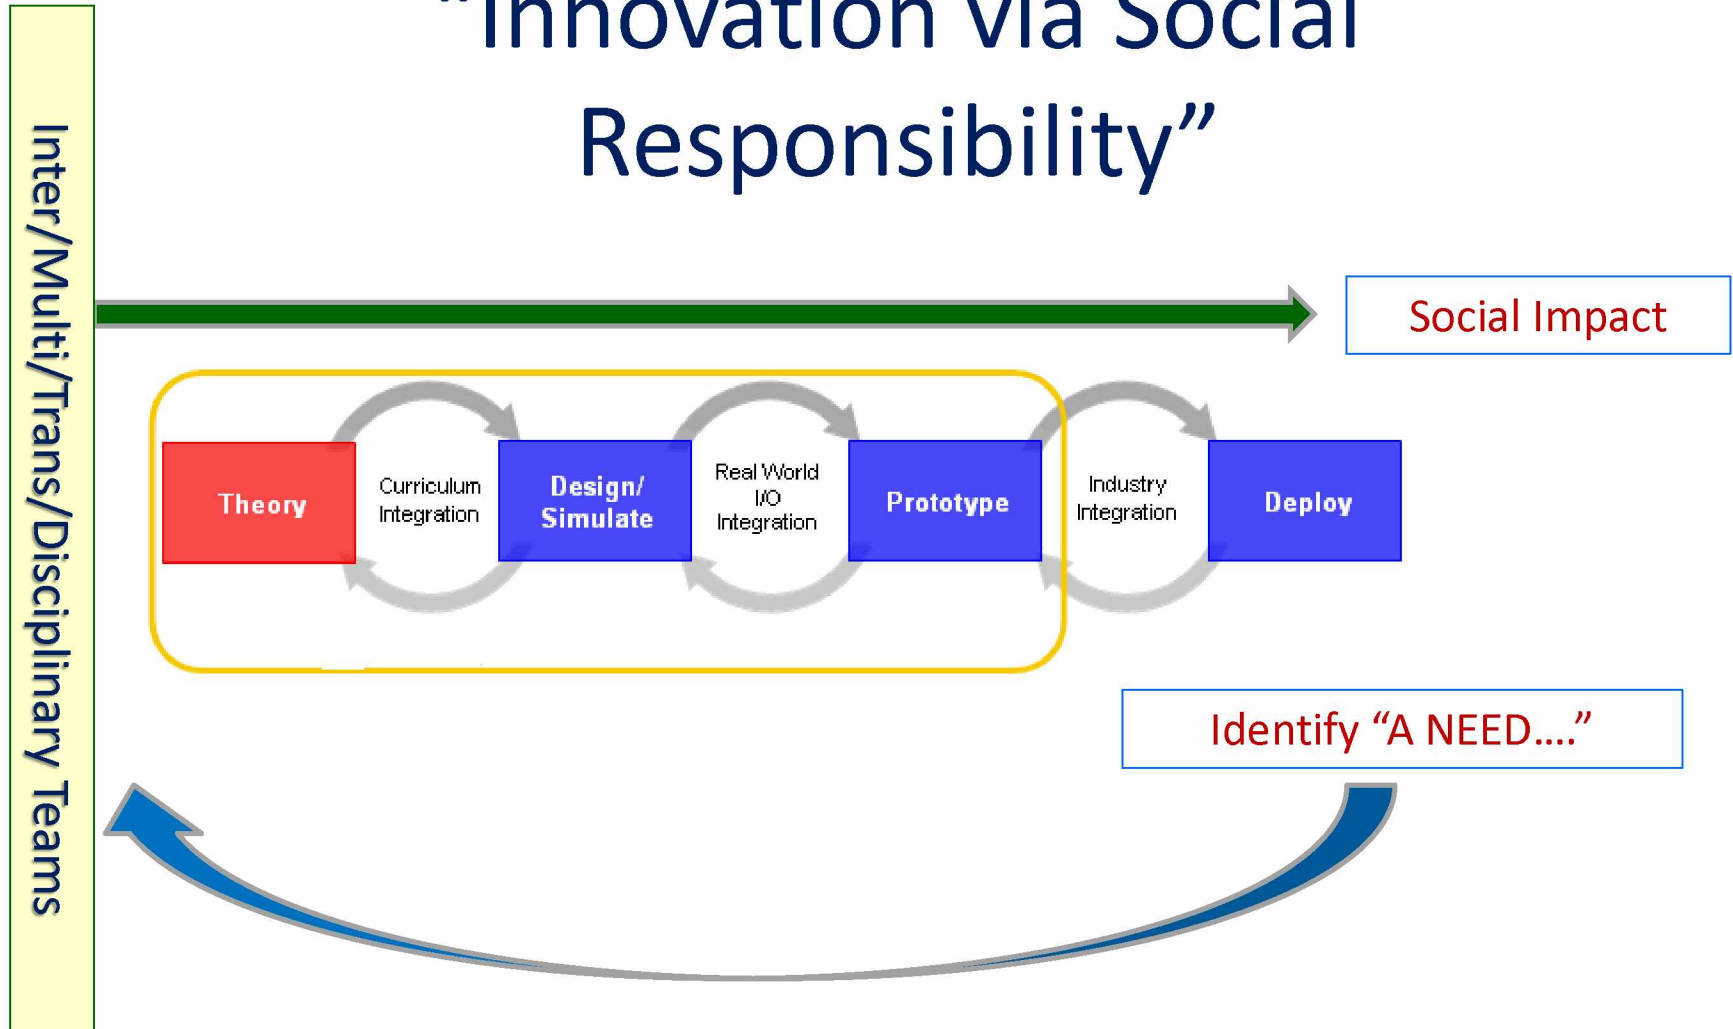 “Innovation via Social
Responsibility”
Inter/Multi/Trans/Disciplinary Teams
Social Impact
Theory
Curriculum
Integration
Design/
Simulate
Real World
I/O
Integration
Prototype
Industry
Integration
Deploy
Identify “A NEED....”